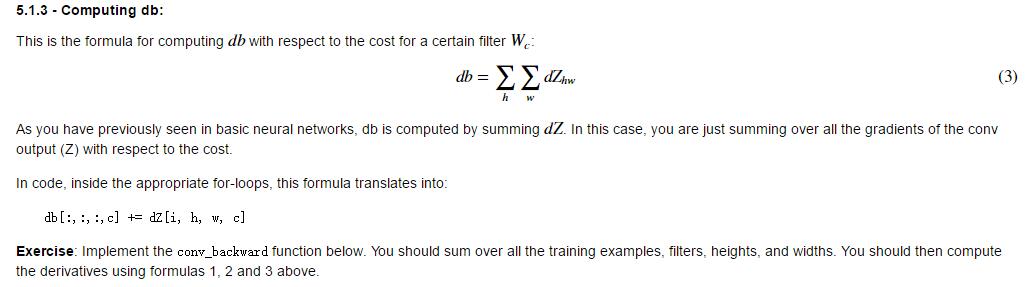 5.1.3 - Computing db:
This is the formula for computing db with respect to the cost for a certain filter W_c:
db = ∑_h ∑_w dZ_hw (3)
As you have previously seen in basic neural networks, db is computed by summing dZ. In this case, you are just summing over all the gradients of the conv
output (Z) with respect to the cost.
In code, inside the appropriate for-loops, this formula translates into:
db[:,:,:,c] += dZ[i, h, w, c]
Exercise: Implement the conv_backward function below. You should sum over all the training examples, filters, heights, and widths. You should then compute
the derivatives using formulas 1, 2 and 3 above.